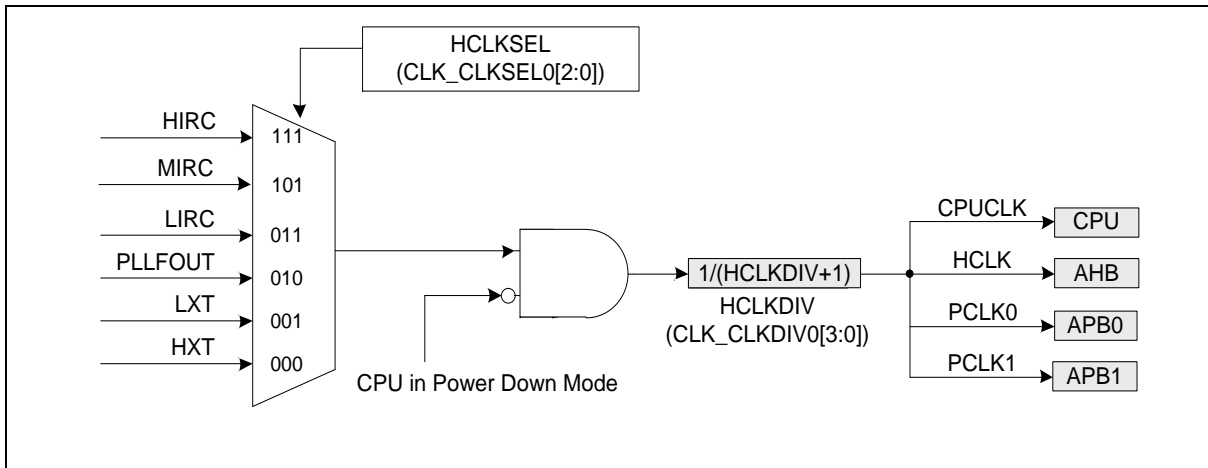 HCLKSEL
(CLK_CLKSEL0[2:0])
HIRC
111
MIRC
101
LIRC
011
PLLFOUT
010
LXT
001
HXT
000
CPU in Power Down Mode
1/(HCLKDIV+1)
HCLKDIV
(CLK_CLKDIV0[3:0])
CPUCLK
CPU
HCLK
AHB
PCLK0
APB0
PCLK1
APB1